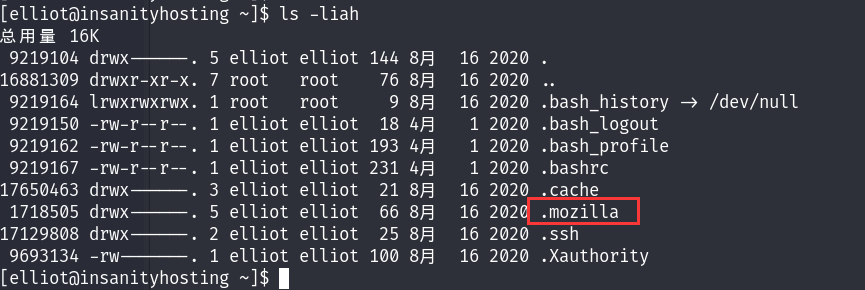 [elliot@insanityhosting ~]$ ls -liah
总用量 16K
 9219104 drwx------. 5 elliot elliot 144 8月  16 2020 .
16881309 drwxr-xr-x. 7 root   root    76 8月  16 2020 ..
 9219164 lrwxrwxrwx. 1 root   root     9 8月  16 2020 .bash_history -> /dev/null
 9219150 -rw-r--r--. 1 elliot elliot  18 4月   1 2020 .bash_logout
 9219162 -rw-r--r--. 1 elliot elliot 193 4月   1 2020 .bash_profile
 9219167 -rw-r--r--. 1 elliot elliot 231 4月   1 2020 .bashrc
17650463 drwx------. 3 elliot elliot  21 8月  16 2020 .cache
 1718505 drwx------. 5 elliot elliot  66 8月  16 2020 .mozilla
17129808 drwx------. 2 elliot elliot  25 8月  16 2020 .ssh
 9693134 -rw-------. 1 elliot elliot 100 8月  16 2020 .Xauthority
[elliot@insanityhosting ~]$